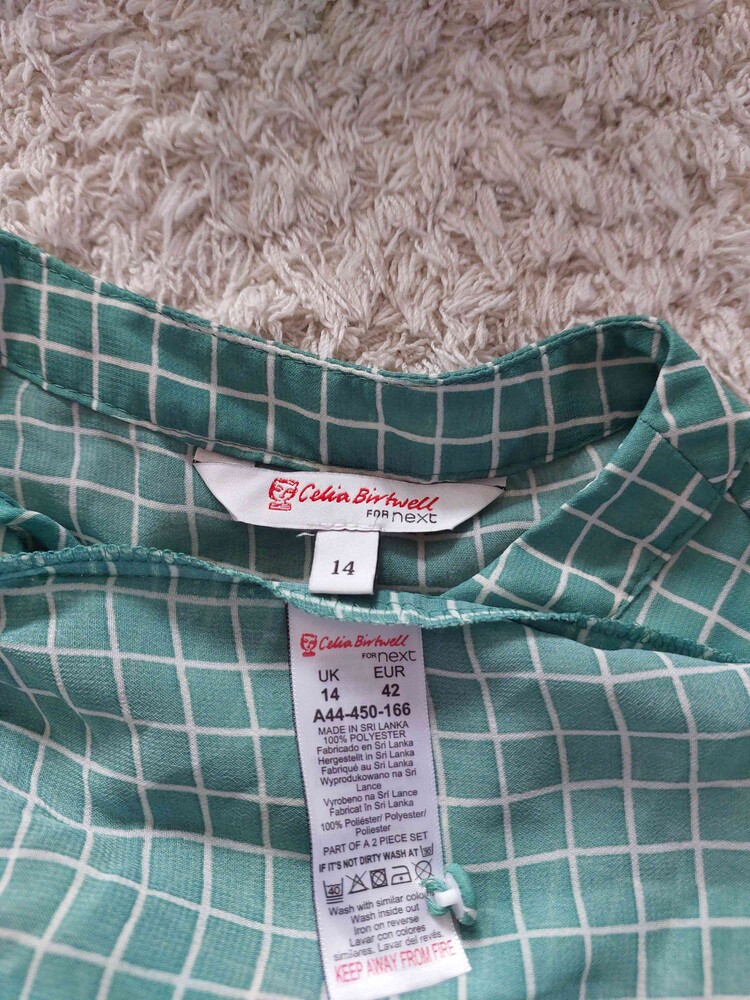 Celia Birtwell
FOR next
14
Celia Birtwell
FOR next
UK EUR
14 42
A44-450-166
MADE IN SRI LANKA
100% POLYESTER
Fabricado en Sri Lanka
Hergestellt in Sri Lanka
Fabriqué au Sri Lanka
Wyprodukowano na Sri
Lance
Vyrobeno na Sri Lance
Fabricat în Sri Lanka
100% Poliéster/ Polyester/
Poliester
PART OF A 2 PIECE SET
IF IT'S NOT DIRTY WASH AT 30
40
Wash with similar colou
Wash inside out
Iron on reverse
Lavar con colores
similares. Lavar del revés.
KEEP AWAY FROM FIRE